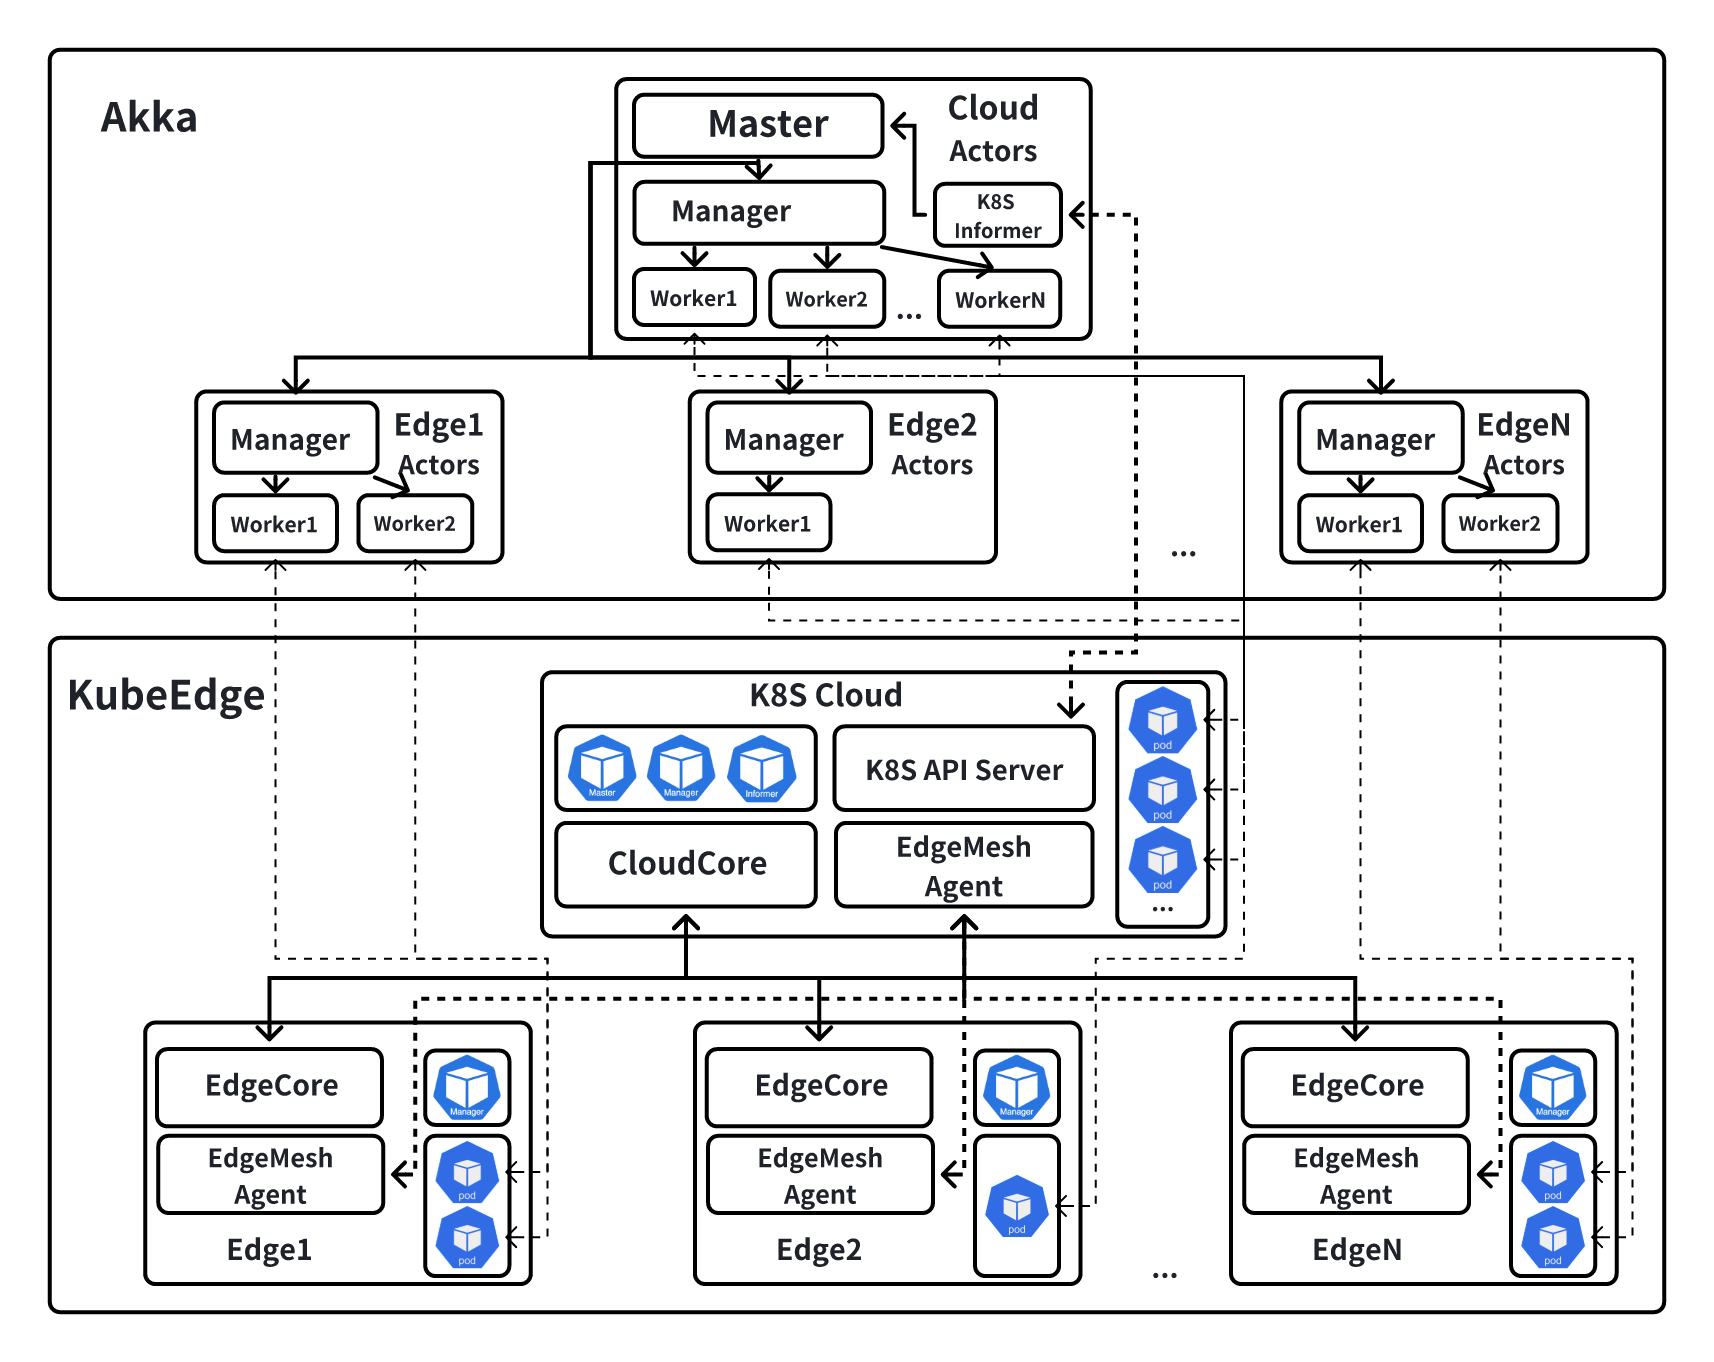 Akka
Cloud
Actors
Master
Manager
K8S
Informer
Worker1
Worker2
...
WorkerN
Manager
Edge1
Actors
Worker1
Worker2
Manager
Edge2
Actors
Worker1
...
Manager
EdgeN
Actors
Worker1
Worker2
KubeEdge
K8S Cloud
Master
Manager
Informer
K8S API Server
CloudCore
EdgeMesh
Agent
pod
pod
pod
...
EdgeCore
Manager
EdgeMesh
Agent
pod
pod
Edge1
EdgeCore
Manager
EdgeMesh
Agent
pod
Edge2
...
EdgeCore
Manager
EdgeMesh
Agent
pod
pod
EdgeN